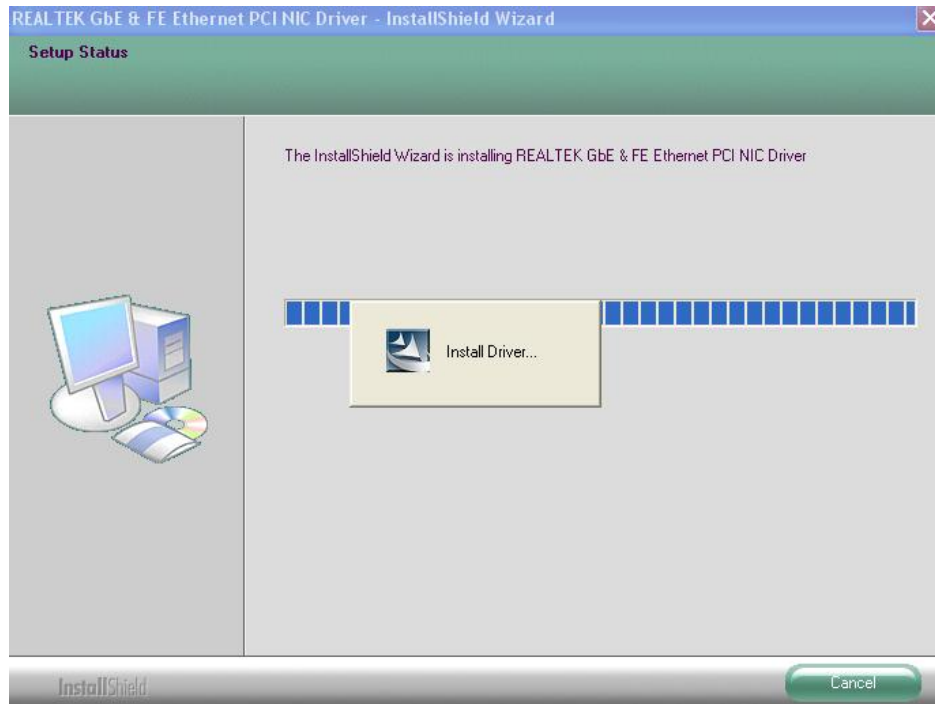 REALTEK GbE & FE Ethernet PCI NIC Driver - InstallShield Wizard
Setup Status
The InstallShield Wizard is installing REALTEK GbE & FE Ethernet PCI NIC Driver
Install Driver...
InstallShield
Cancel